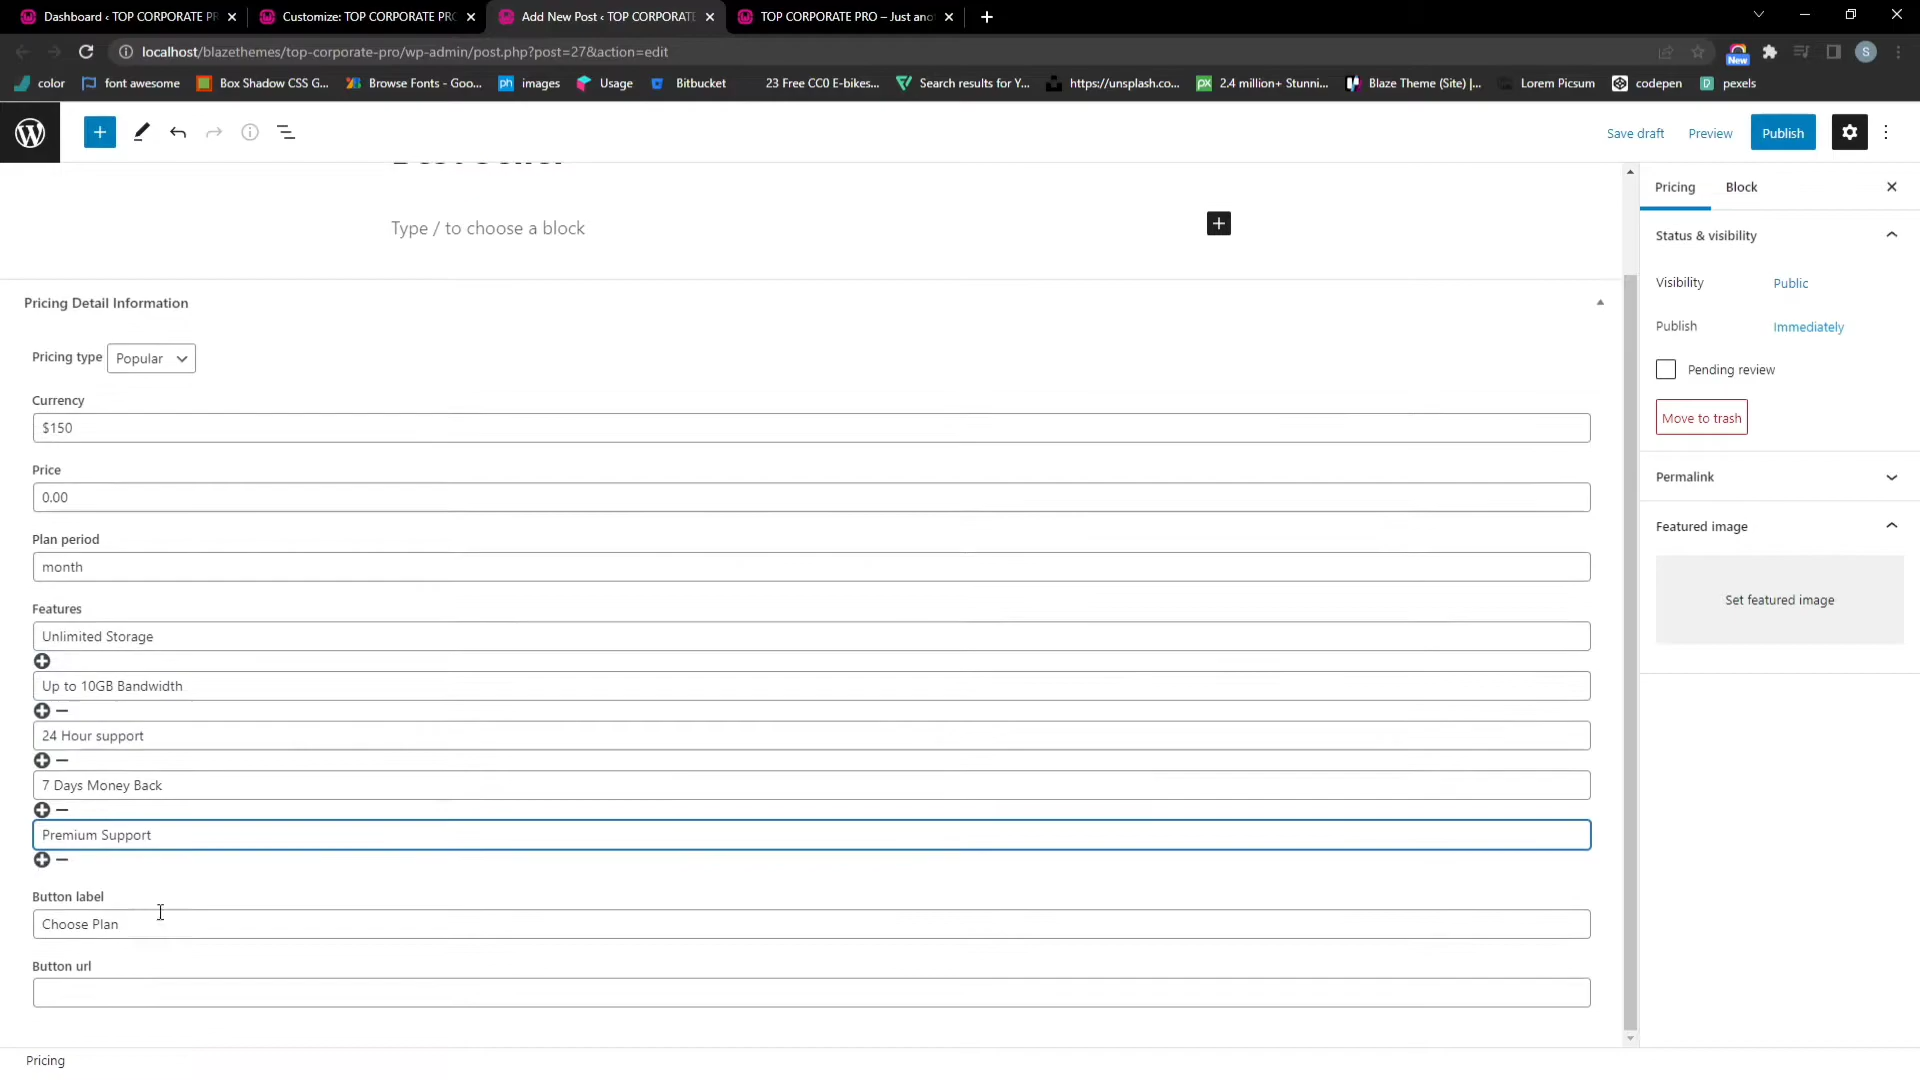 Dashboard ‹ TOP CORPORATE PR
Customize: TOP CORPORATE PRO
Add New Post ‹ TOP CORPORATE
TOP CORPORATE PRO – Just ano
localhost/blazethemes/top-corporate-pro/wp-admin/post.php?post=27&action=edit
New
S
color
font awesome
Box Shadow CSS G...
Browse Fonts - Goo...
ph images
Usage
Bitbucket
23 Free CC0 E-bikes...
Search results for Y...
https://unsplash.co...
px 2.4 million+ Stunni...
Blaze Theme (Site) |...
Lorem Picsum
codepen
pexels
Save draft
Preview
Publish
Type / to choose a block
Pricing
Block
Status & visibility
Visibility
Public
Publish
Immediately
Pending review
Move to trash
Permalink
Featured image
Set featured image
Pricing Detail Information
Pricing type Popular
Currency
$150
Price
0.00
Plan period
month
Features
Unlimited Storage
Up to 10GB Bandwidth
24 Hour support
7 Days Money Back
Premium Support
Button label
Choose Plan
Button url
Pricing